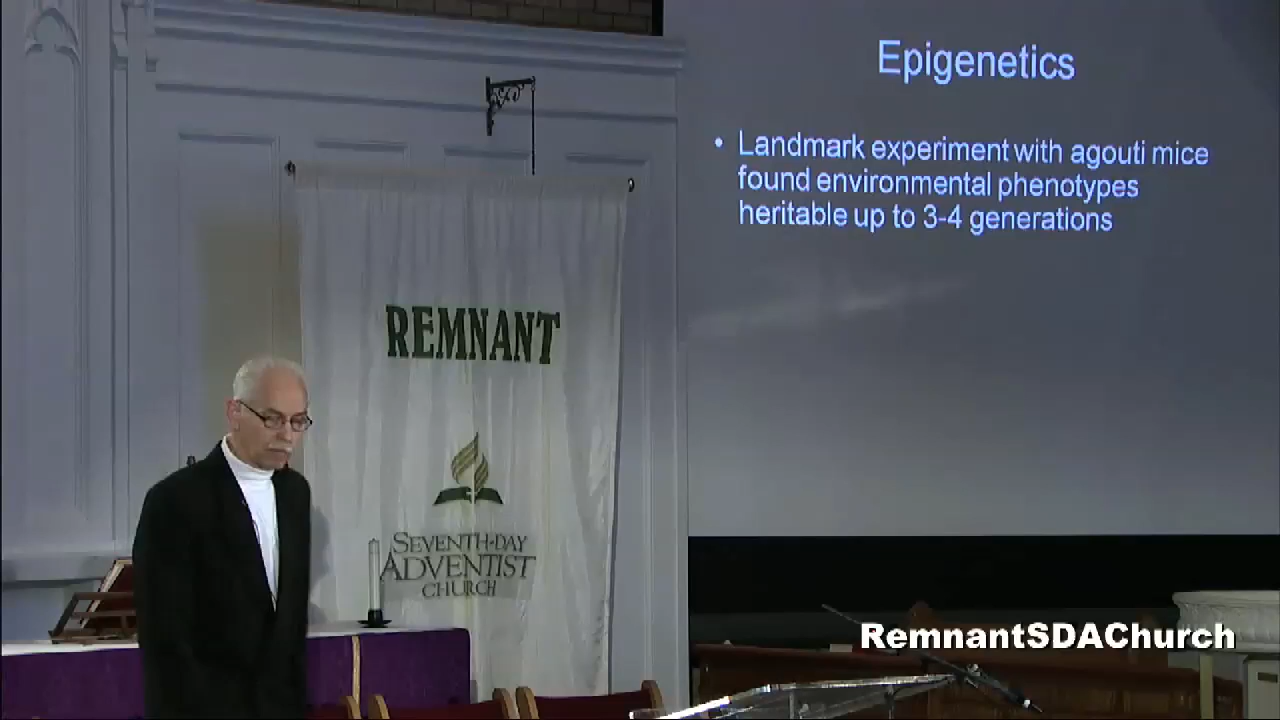 Epigenetics
• Landmark experiment with agouti mice
found environmental phenotypes
heritable up to 3-4 generations
REMNANT
SEVENTH-DAY
ADVENTIST
CHURCH
RemnantSDAChurch